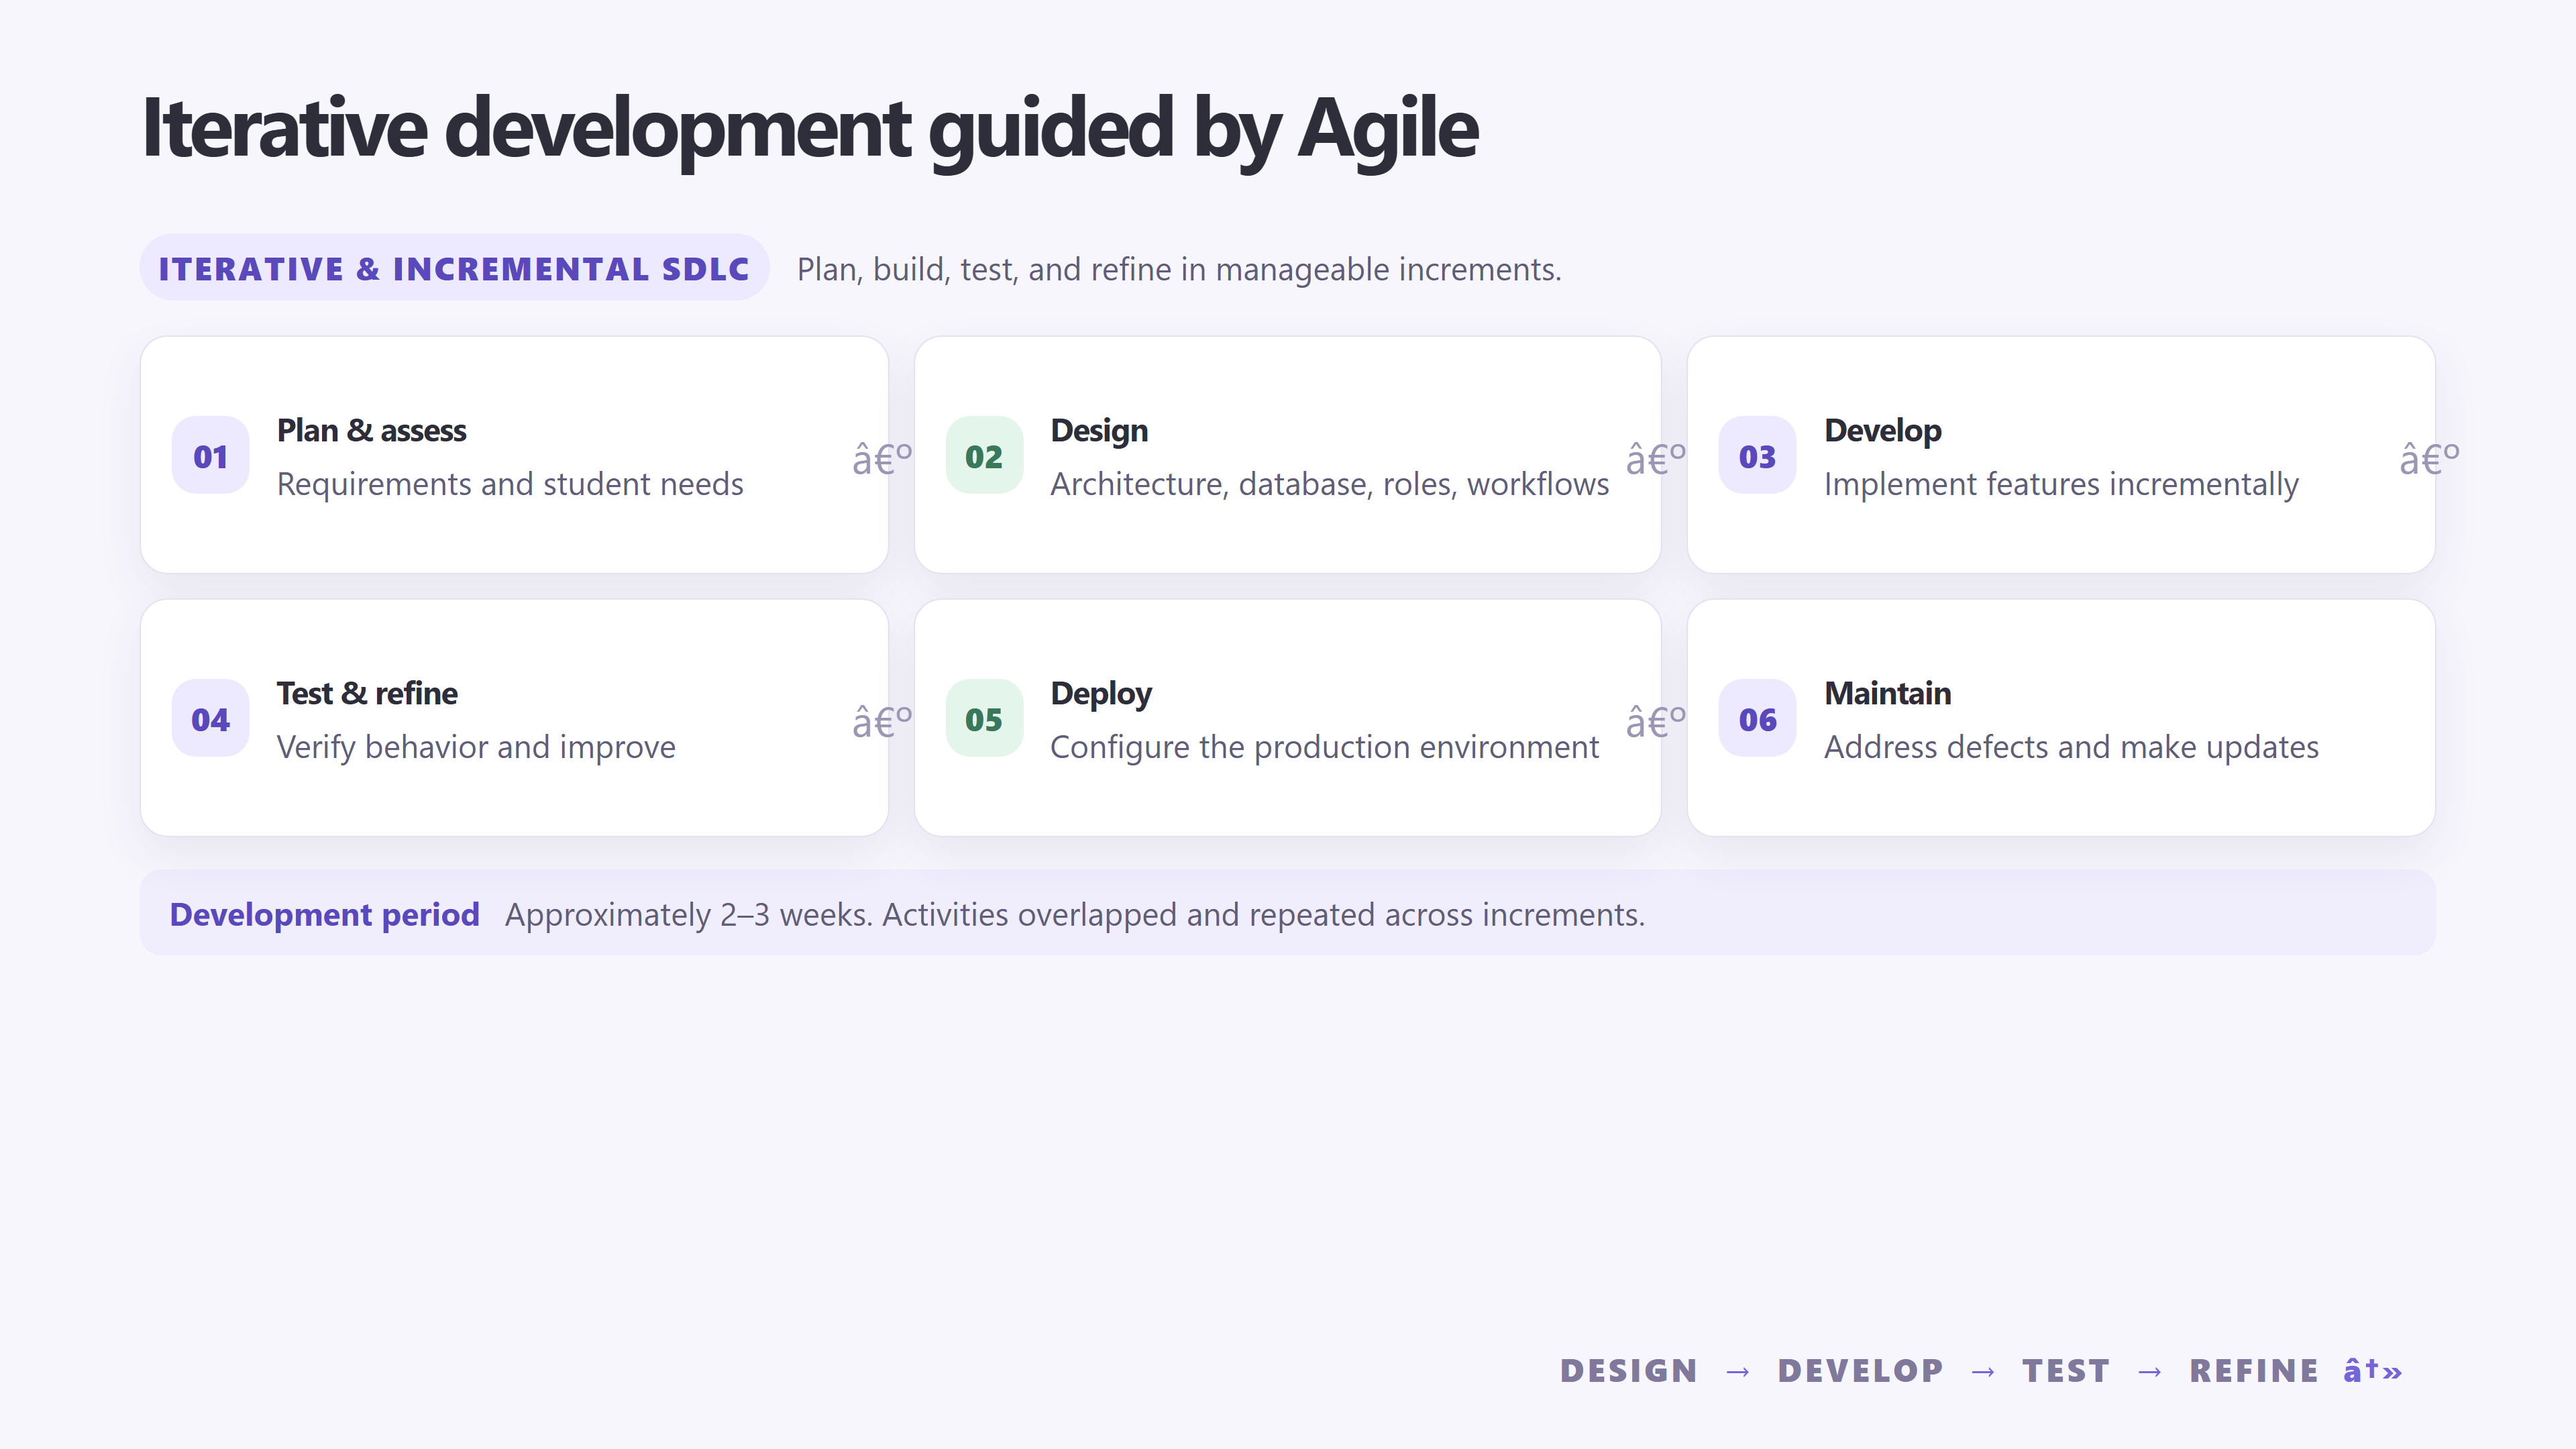 Iterative development guided by Agile
ITERATIVE & INCREMENTAL SDLC
Plan, build, test, and refine in manageable increments.
01
Plan & assess
Requirements and student needs
â€º
02
Design
Architecture, database, roles, workflows
â€º
03
Develop
Implement features incrementally
â€º
04
Test & refine
Verify behavior and improve
â€º
05
Deploy
Configure the production environment
â€º
06
Maintain
Address defects and make updates
Development period Approximately 2–3 weeks. Activities overlapped and repeated across increments.
DESIGN → DEVELOP → TEST → REFINE â†»